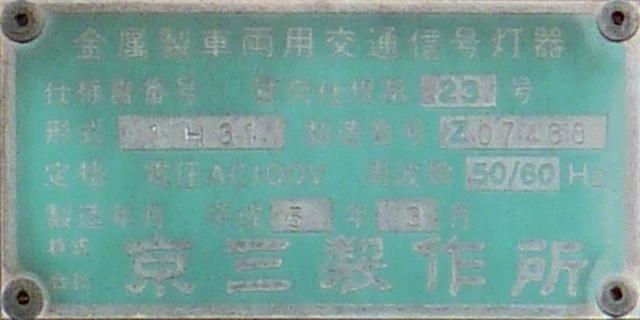 金属製車両用交通信号灯器
仕様書番号 警交仕規第 23 号
形式 1H31 製造番号 Z07488
定格 電圧AC100V 周波数 50/60 Hz
製造年月 平成 5 年 3 月
株式会社 京三製作所